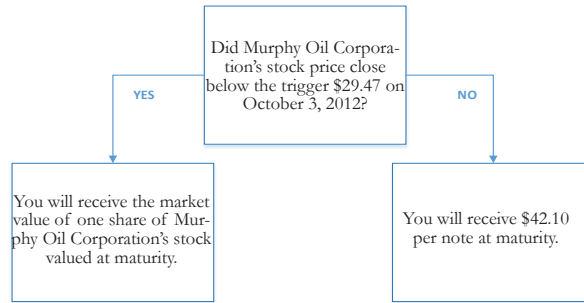 Did Murphy Oil Corpora-
tion's stock price close
below the trigger $29.47 on
October 3, 2012?
YES
NO
You will receive the market
value of one share of Mur-
phy Oil Corporation's stock
valued at maturity.
You will receive $42.10
per note at maturity.